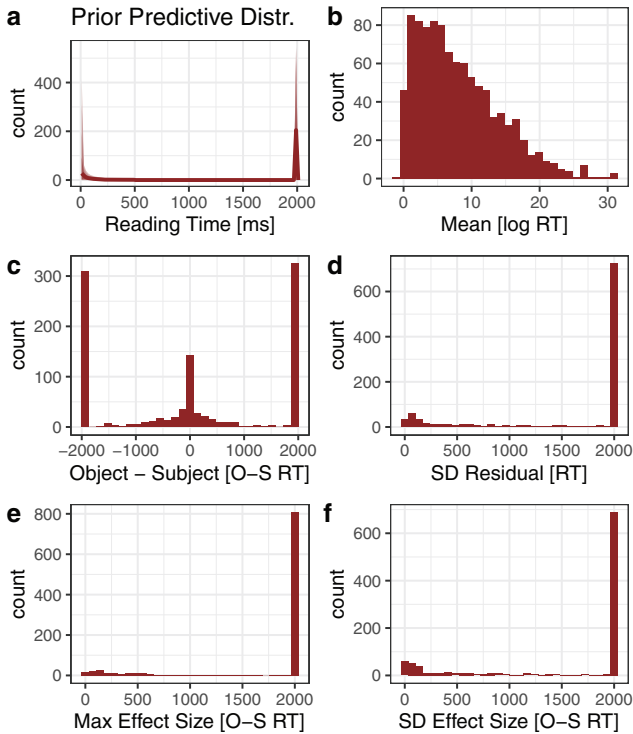 a Prior Predictive Distr.
count
400
200
0
0 500 1000 1500 2000
Reading Time [ms]
b
count
80
60
40
20
0
0 10 20 30
Mean [log RT]
c
count
300
200
100
0
−2000 −1000 0 1000 2000
Object − Subject [O−S RT]
d
count
600
400
200
0
0 500 1000 1500 2000
SD Residual [RT]
e
count
800
600
400
200
0
0 500 1000 1500 2000
Max Effect Size [O−S RT]
f
count
600
400
200
0
0 500 1000 1500 2000
SD Effect Size [O−S RT]